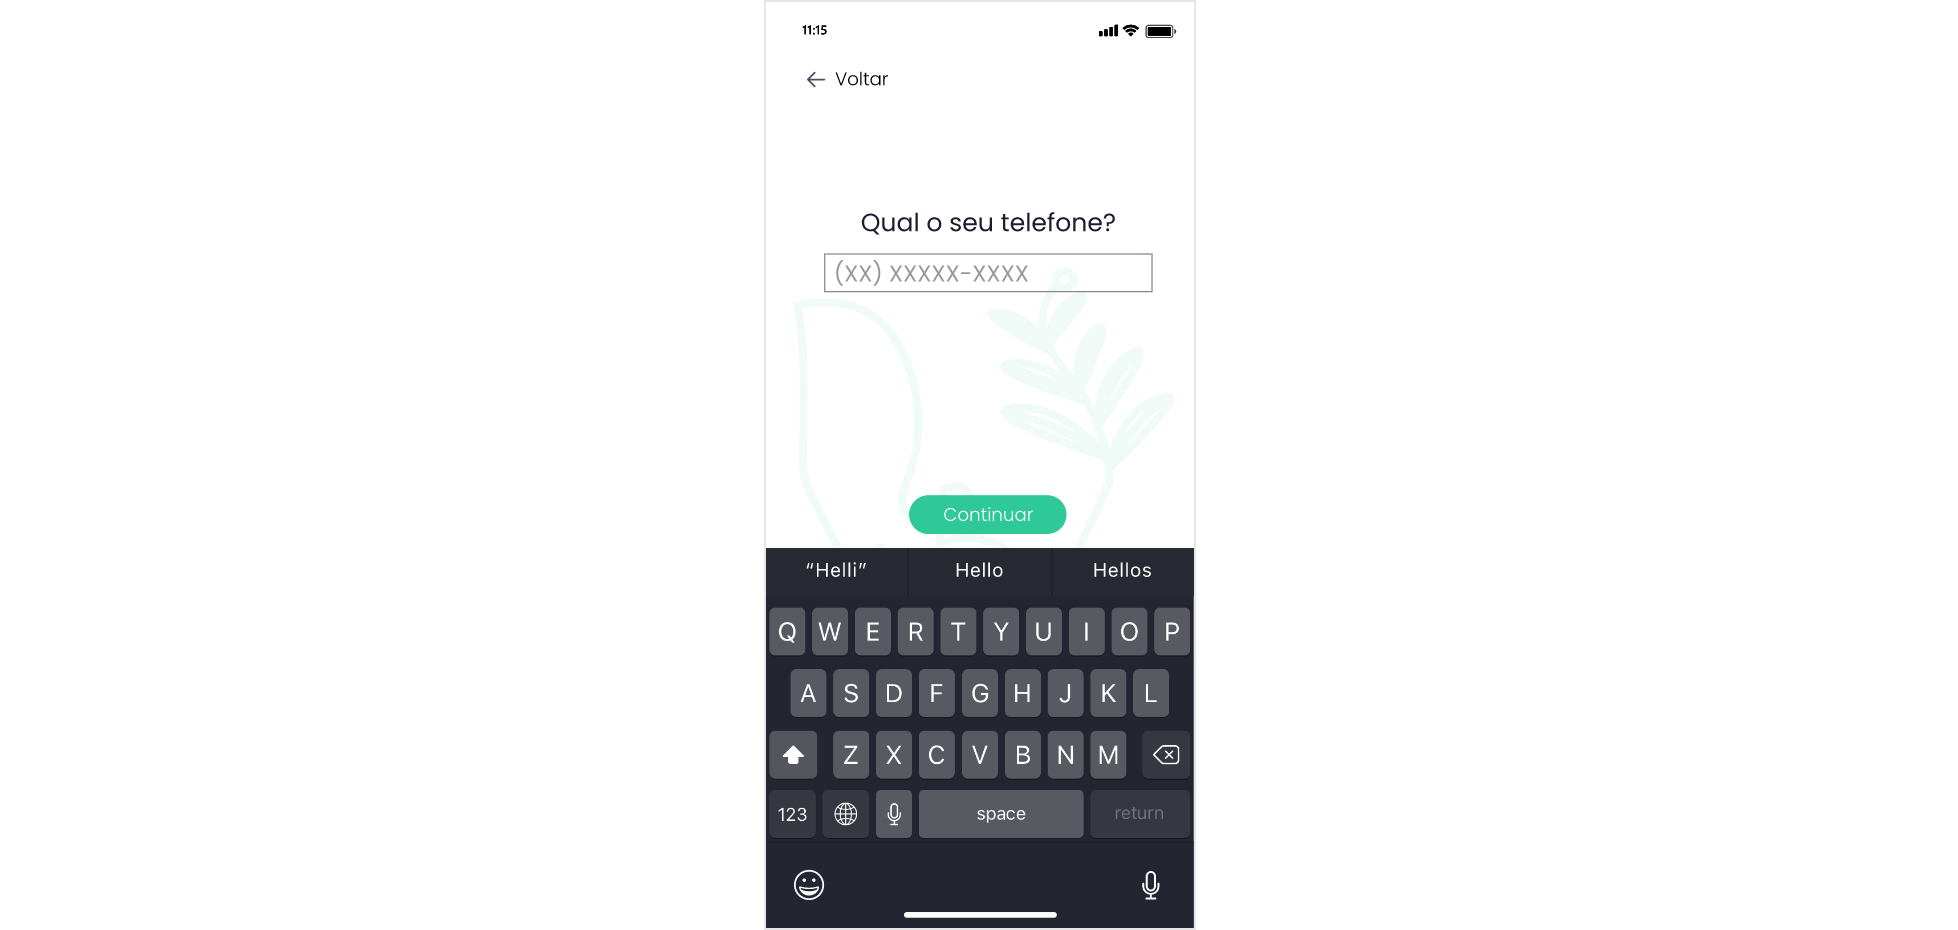 11:15
Voltar
Qual o seu telefone?
(XX) XXXXX-XXXX
Continuar
“Helli” Hello Hellos
Q W E R T Y U I O P
A S D F G H J K L
Z X C V B N M
123 space return